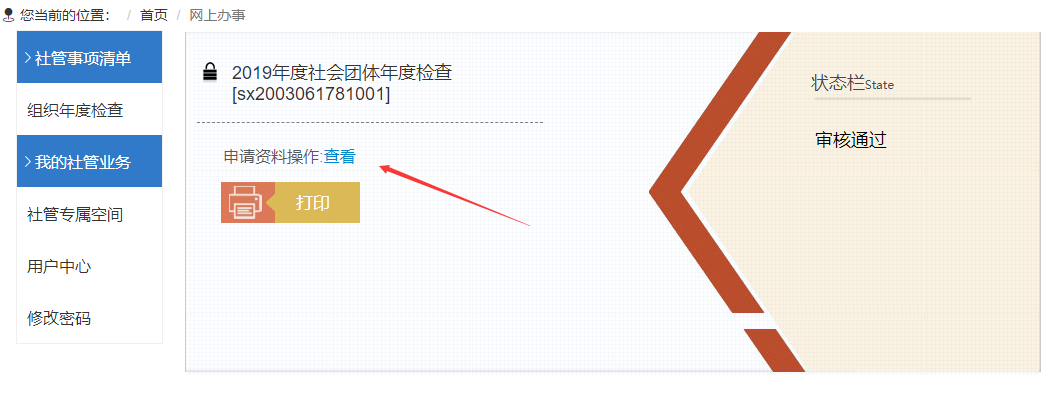 您当前的位置： / 首页 / 网上办事
社管事项清单
组织年度检查
我的社管业务
社管专属空间
用户中心
修改密码
2019年度社会团体年度检查
[sx2003061781001]
申请资料操作:查看
打印
状态栏State
审核通过